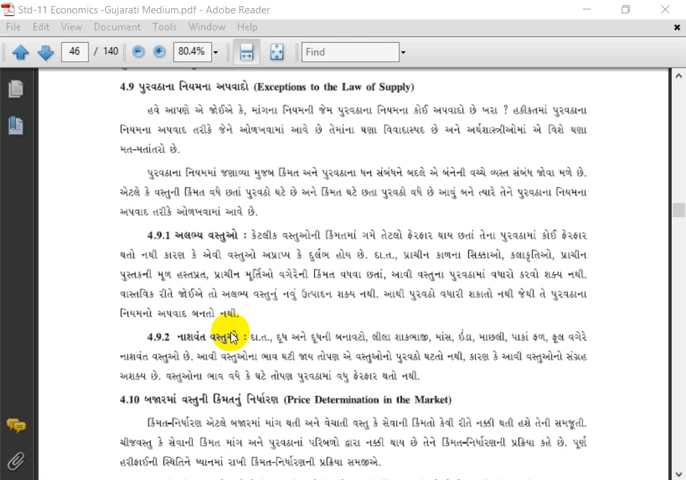 Std-11 Economics -Gujarati Medium.pdf - Adobe Reader
File Edit View Document Tools Window Help
46 / 140 80.4% Find
4.9 પુરવઠાના નિયમના અપવાદો (Exceptions to the Law of Supply)
હવે આપણે એ જોઈએ કે, માંગના નિયમની જેમ પુરવઠાના નિયમના કોઈ અપવાદો છે ખરા ? હકીકતમાં પુરવઠાના
નિયમના અપવાદ તરીકે જેને ઓળખવામાં આવે છે તેમાંના ઘણા વિવાદાસ્પદ છે અને અર્થશાસ્ત્રીઓમાં એ વિશે ઘણા
મત-મતાંતરો છે.
પુરવઠાના નિયમમાં જણાવ્યા મુજબ કિંમત અને પુરવઠાના ધન સંબંધને બદલે એ બંનેની વચ્ચે વ્યસ્ત સંબંધ જોવા મળે છે.
એટલે કે વસ્તુની કિંમત વધે છતાં પુરવઠો ઘટે છે અને કિંમત ઘટે છતા પુરવઠો વધે છે આવું બને ત્યારે તેને પુરવઠાના નિયમના
અપવાદ તરીકે ઓળખવામાં આવે છે.
4.9.1 અલભ્ય વસ્તુઓ : કેટલીક વસ્તુઓની કિંમતમાં ગમે તેટલો ફેરફાર થાય છતાં તેના પુરવઠામાં કોઈ ફેરફાર
થતો નથી કારણ કે એવી વસ્તુઓ અપ્રાપ્ય કે દુર્લભ હોય છે. દા.ત., પ્રાચીન કાળના સિક્કાઓ, કલાકૃતિઓ, પ્રાચીન
પુસ્તકની મૂળ હસ્તપ્રત, પ્રાચીન મૂર્તિઓ વગેરેની કિંમત વધવા છતાં, આવી વસ્તુના પુરવઠામાં વધારો કરવો શક્ય નથી.
વાસ્તવિક રીતે જોઈએ તો અલભ્ય વસ્તુનું નવું ઉત્પાદન શક્ય નથી. આથી પુરવઠો વધારી શકાતો નથી જેથી તે પુરવઠાના
નિયમનો અપવાદ બનતો નથી.
4.9.2 નાશવંત વસ્તુઓ : દા.ત., દૂધ અને દૂધની બનાવટો, લીલા શાકભાજી, માંસ, ઇંડા, માછલી, પાકાં ફળ, ફૂલ વગેરે
નાશવંત વસ્તુઓ છે. આવી વસ્તુઓના ભાવ ઘટી જાય તોપણ એ વસ્તુઓનો પુરવઠો ઘટતો નથી, કારણ કે આવી વસ્તુઓનો સંગ્રહ
અશક્ય છે. વસ્તુઓના ભાવ વધે કે ઘટે તોપણ પુરવઠામાં વધુ ફેરફાર થતો નથી.
4.10 બજારમાં વસ્તુની કિંમતનું નિર્ધારણ (Price Determination in the Market)
કિંમત-નિર્ધારણ એટલે બજારમાં માંગ થતી અને વેચાતી વસ્તુ કે સેવાની કિંમતો કેવી રીતે નક્કી થતી હશે તેની સમજૂતી.
ચીજવસ્તુ કે સેવાની કિંમત માંગ અને પુરવઠાનાં પરિબળો દ્વારા નક્કી થાય છે તેને કિંમત-નિર્ધારણની પ્રક્રિયા કહે છે. પૂર્ણ
હરીફાઈની સ્થિતિને ધ્યાનમાં રાખી કિંમત-નિર્ધારણની પ્રક્રિયા સમજીએ.